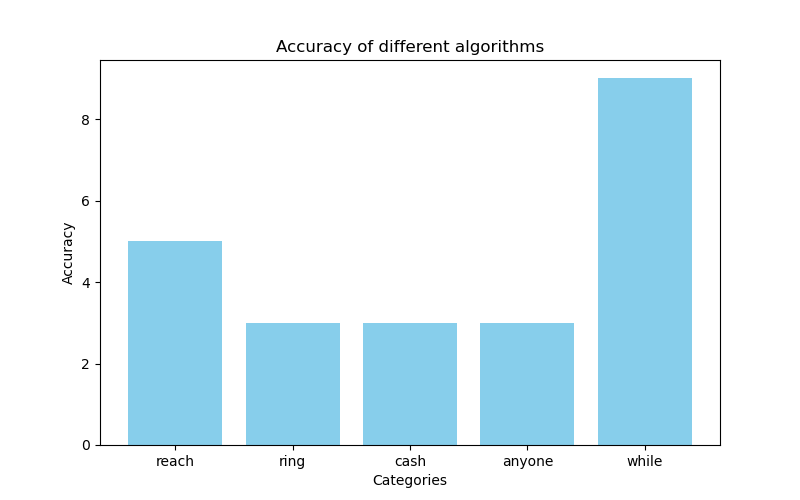 Accuracy of different algorithms
Accuracy
8
6
4
2
0
reach ring cash anyone while
Categories